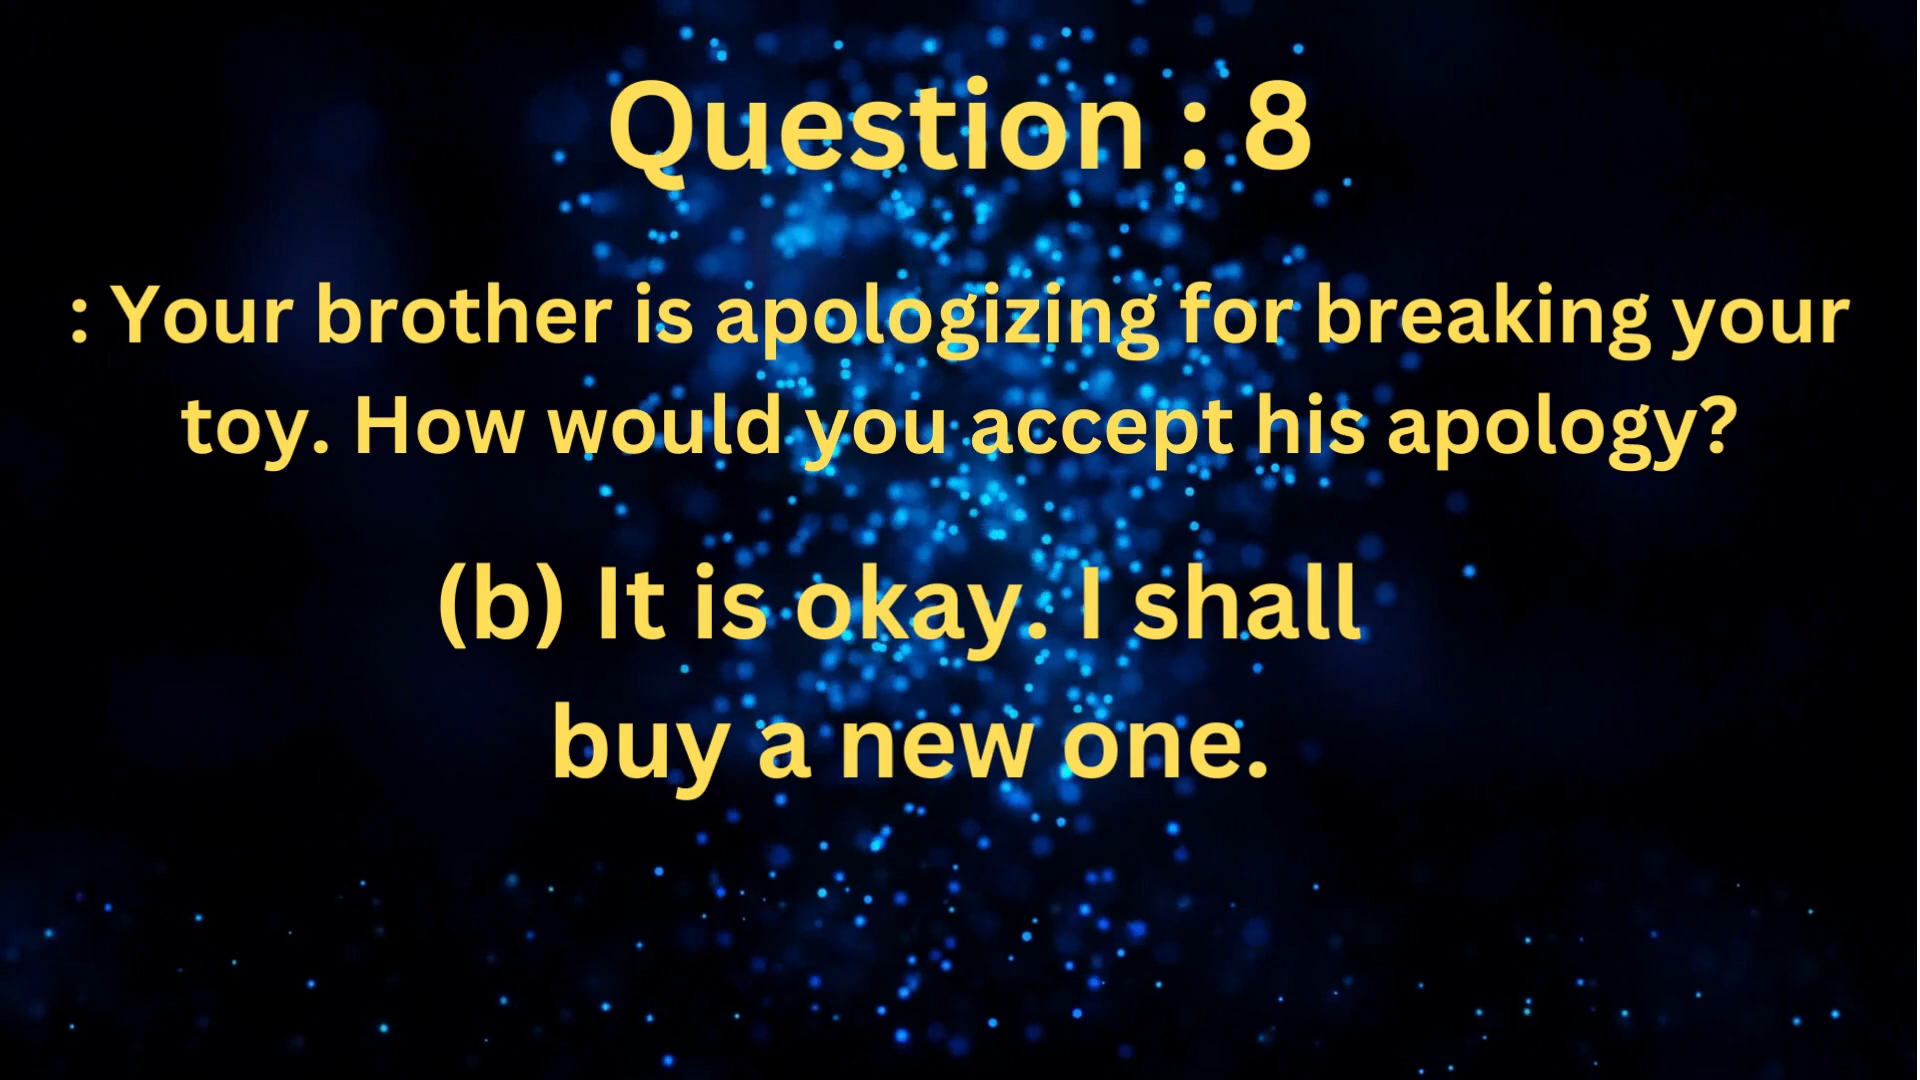 Question : 8
: Your brother is apologizing for breaking your
toy. How would you accept his apology?
(b) It is okay. I shall
buy a new one.